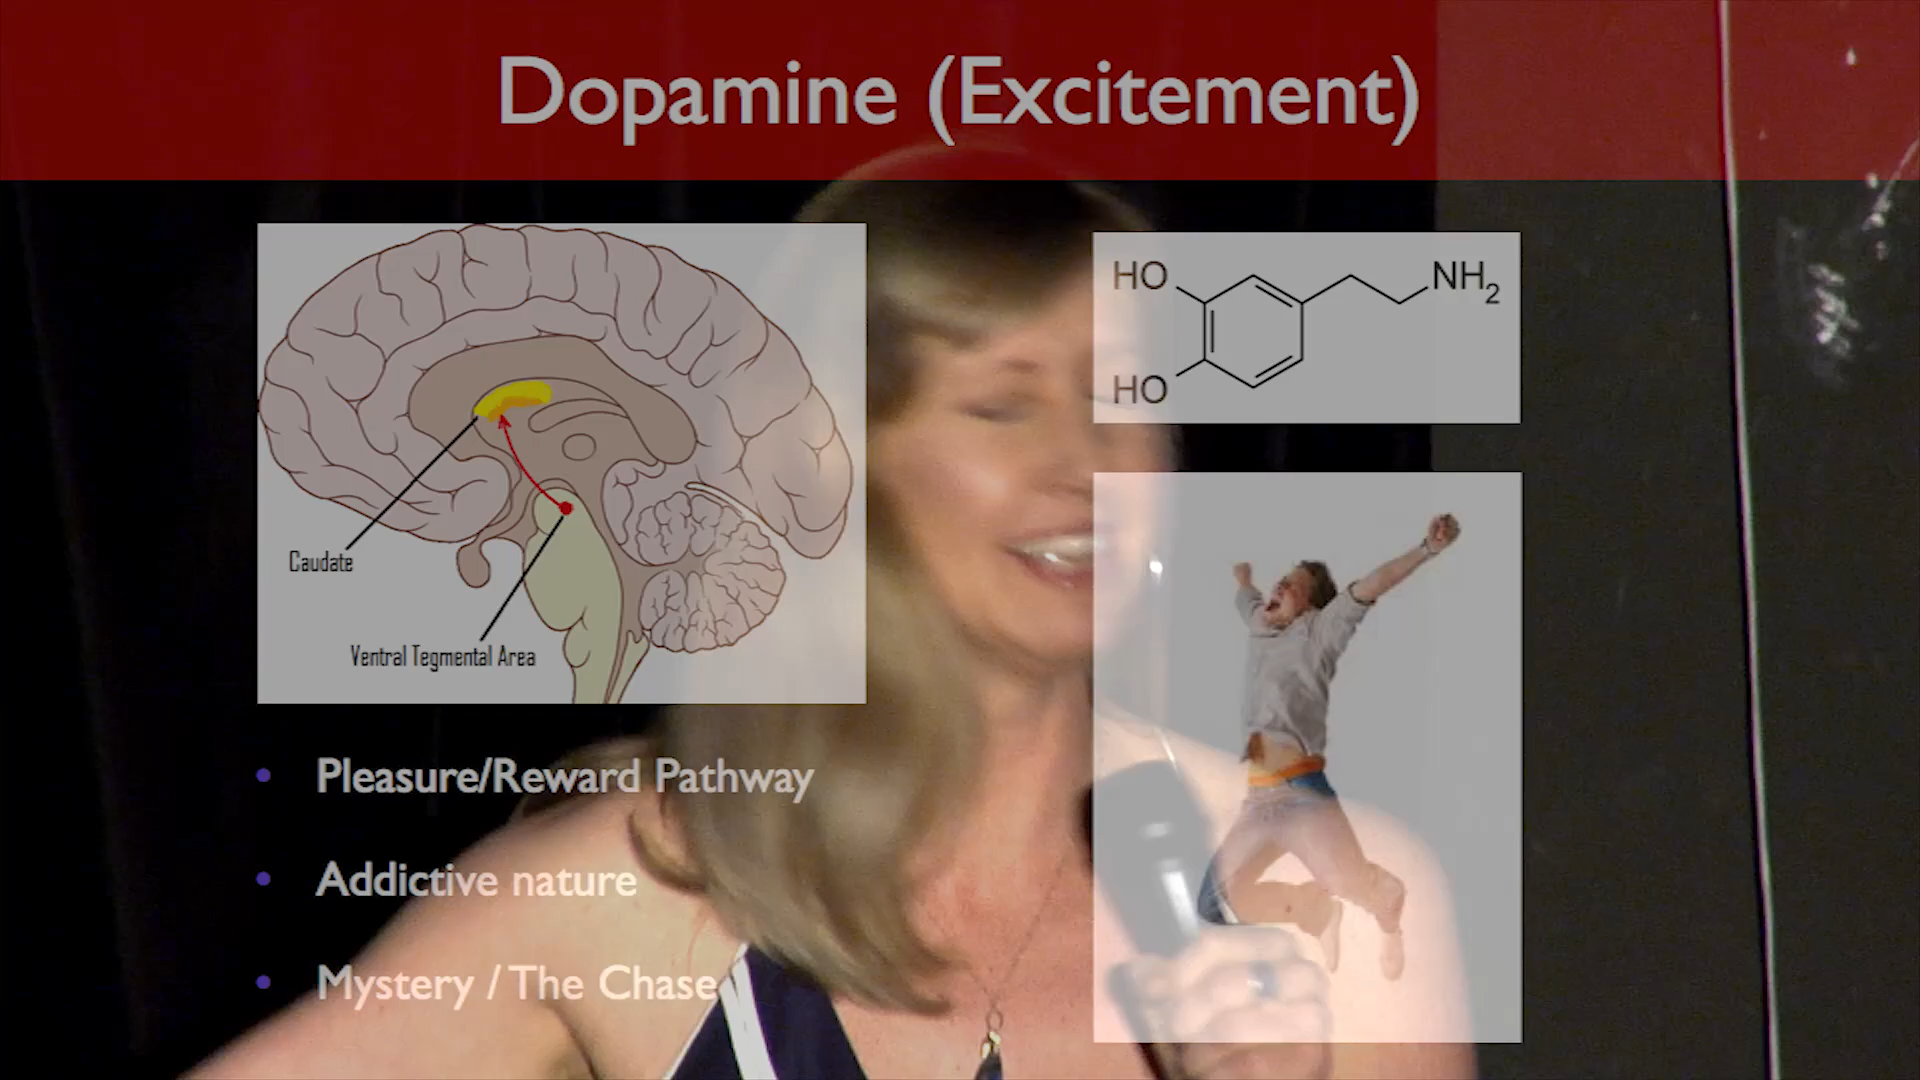 Dopamine (Excitement)
Caudate
Ventral Tegmental Area
HO
NH₂
HO
• Pleasure/Reward Pathway
• Addictive nature
• Mystery / The Chase